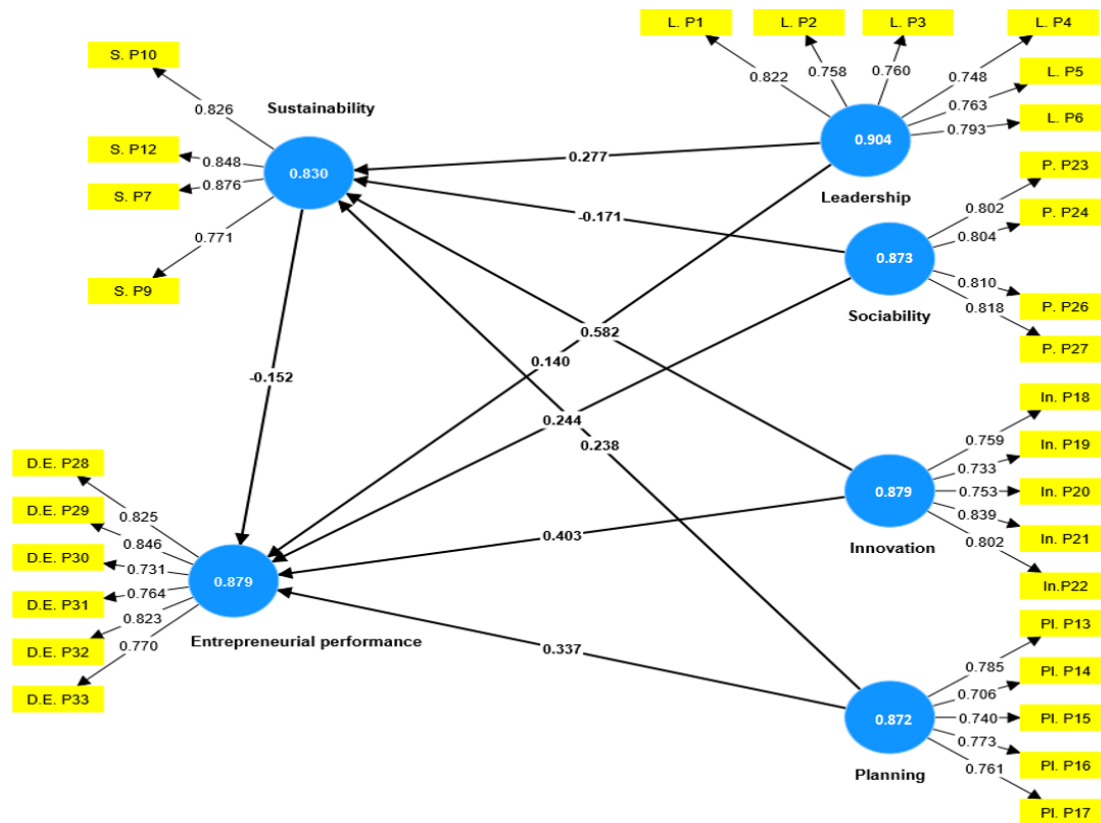 L. P1
L. P2
L. P3
L. P4
L. P5
L. P6
0.822
0.758
0.760
0.748
0.763
0.793
0.904
Leadership
S. P10
S. P12
S. P7
S. P9
0.826
0.848
0.876
0.771
Sustainability
0.830
0.277
-0.171
0.582
0.140
0.244
0.238
-0.152
0.403
0.337
P. P23
P. P24
P. P26
P. P27
0.802
0.804
0.810
0.818
0.873
Sociability
In. P18
In. P19
In. P20
In. P21
In.P22
0.759
0.733
0.753
0.839
0.802
0.879
Innovation
D.E. P28
D.E. P29
D.E. P30
D.E. P31
D.E. P32
D.E. P33
0.825
0.846
0.731
0.764
0.823
0.770
0.879
Entrepreneurial performance
Pl. P13
Pl. P14
Pl. P15
Pl. P16
Pl. P17
0.785
0.706
0.740
0.773
0.761
0.872
Planning